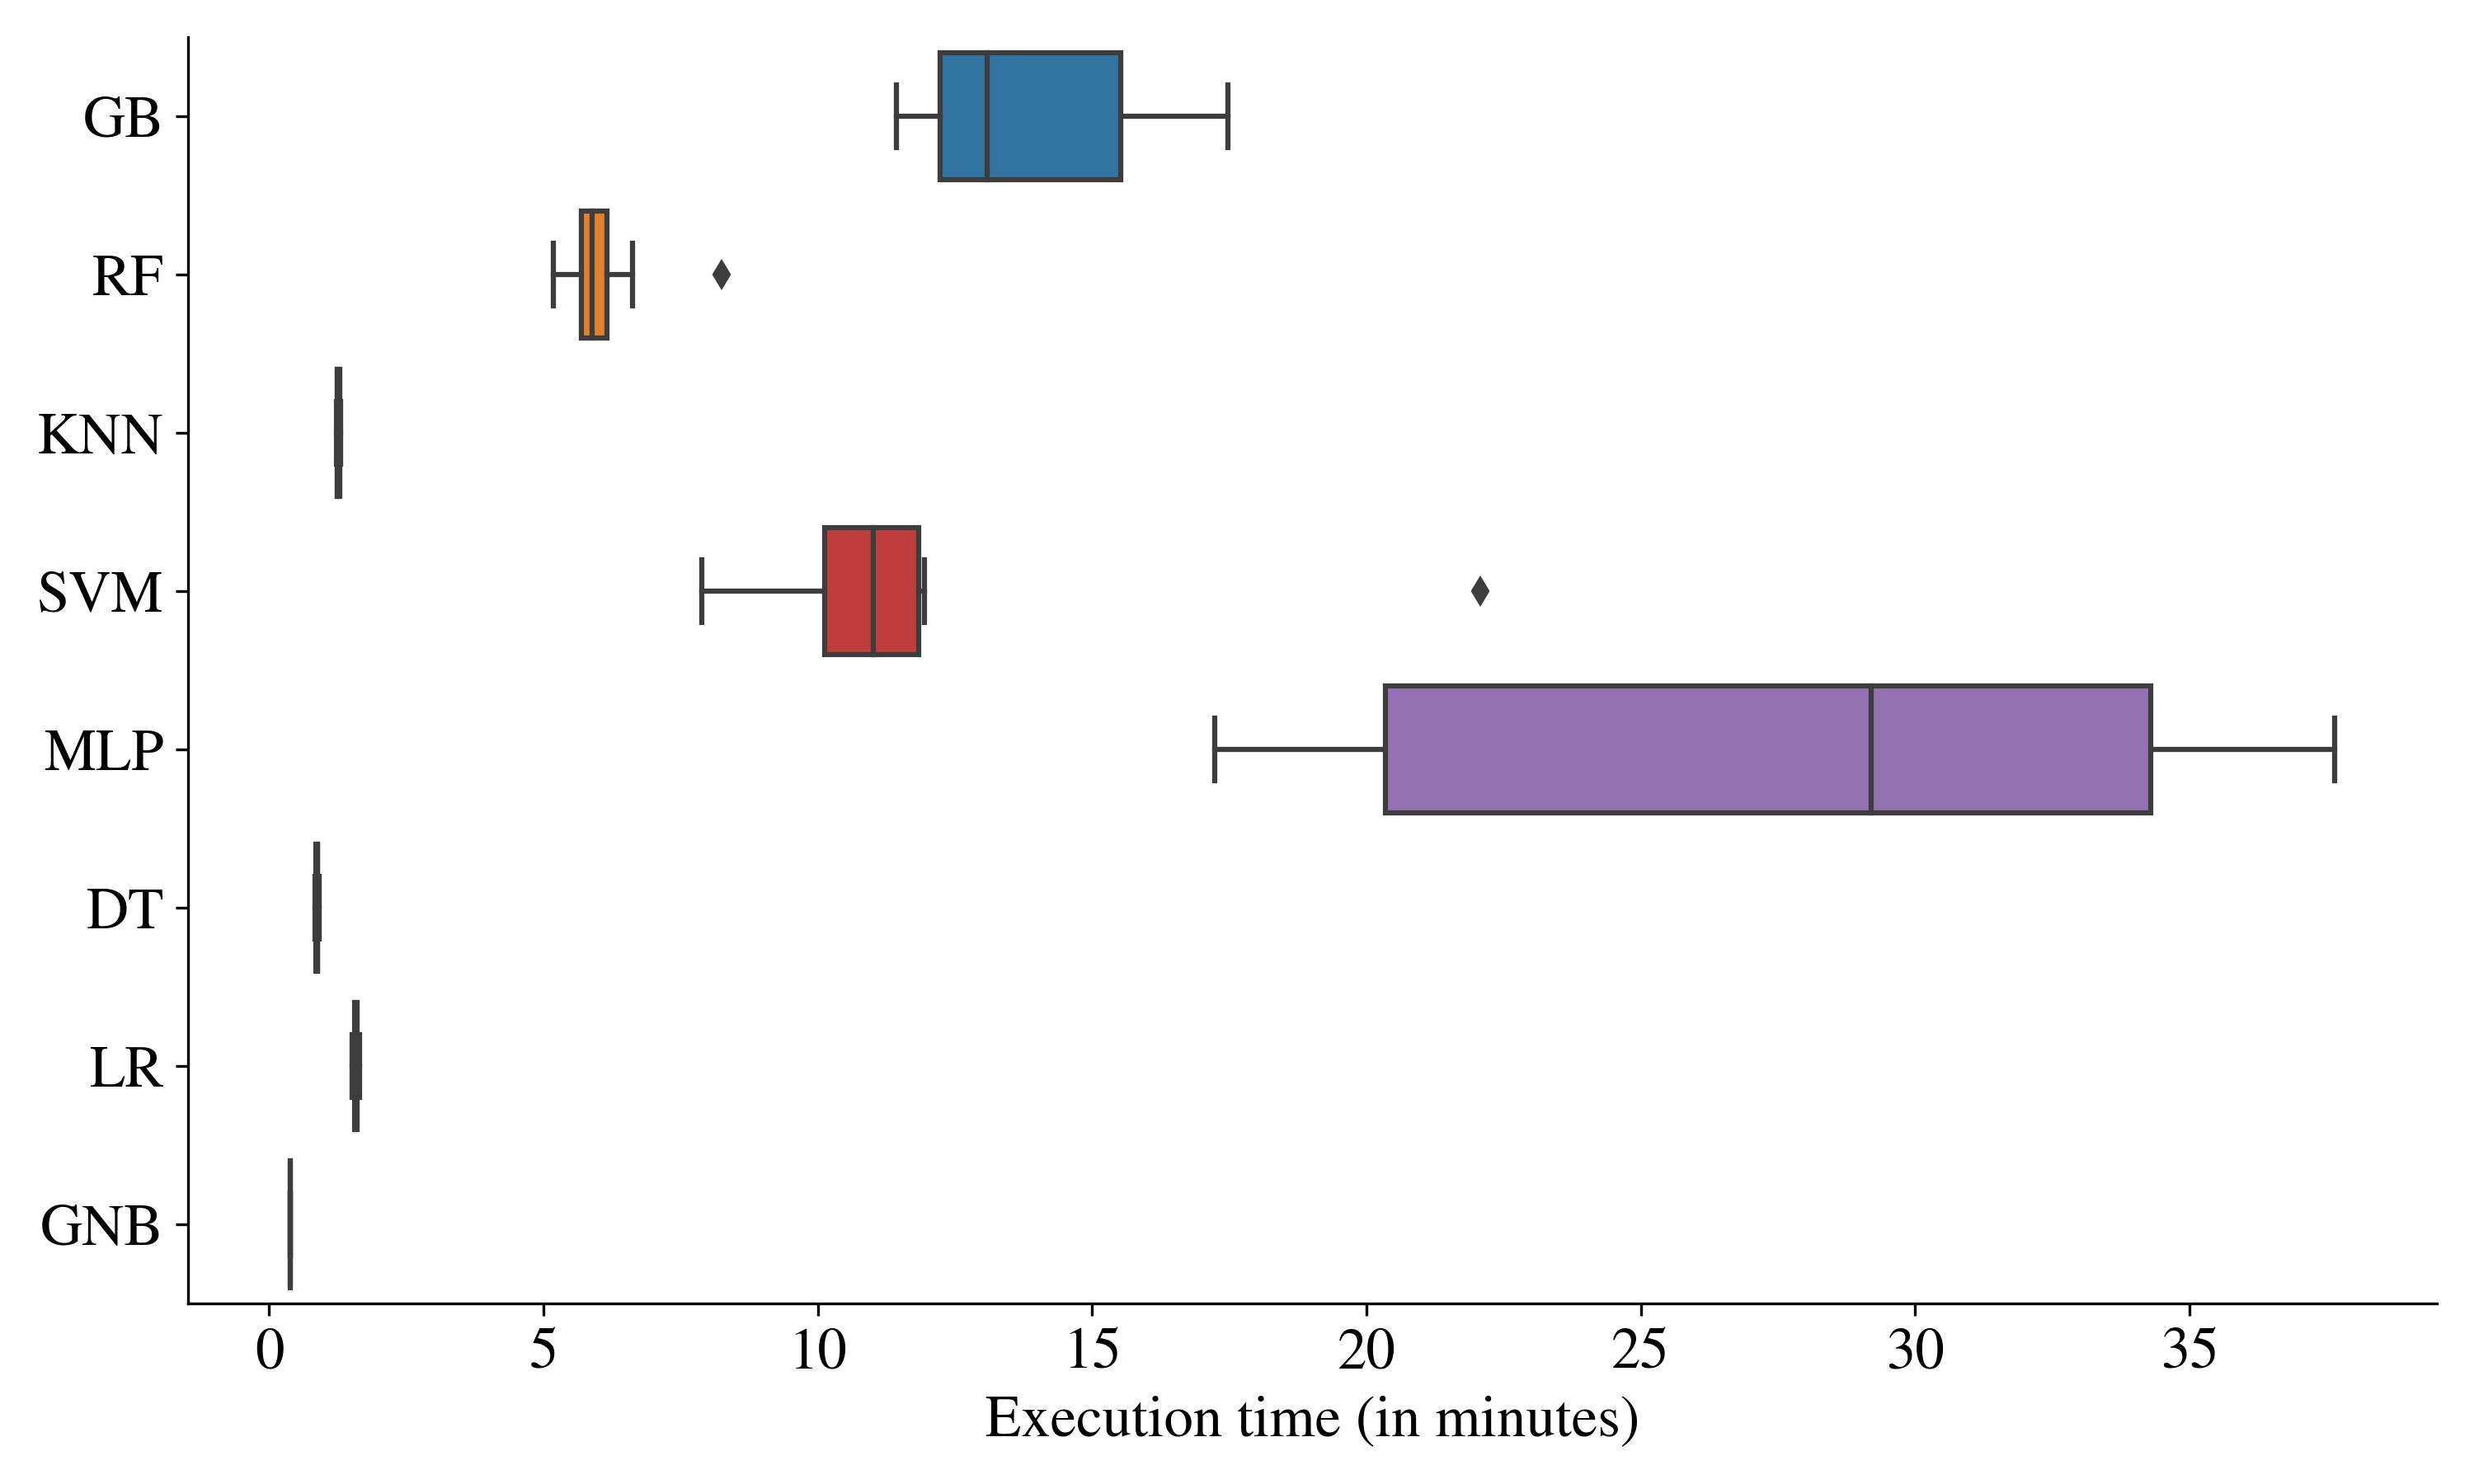 GB
RF
KNN
SVM
MLP
DT
LR
GNB
0 5 10 15 20 25 30 35
Execution time (in minutes)